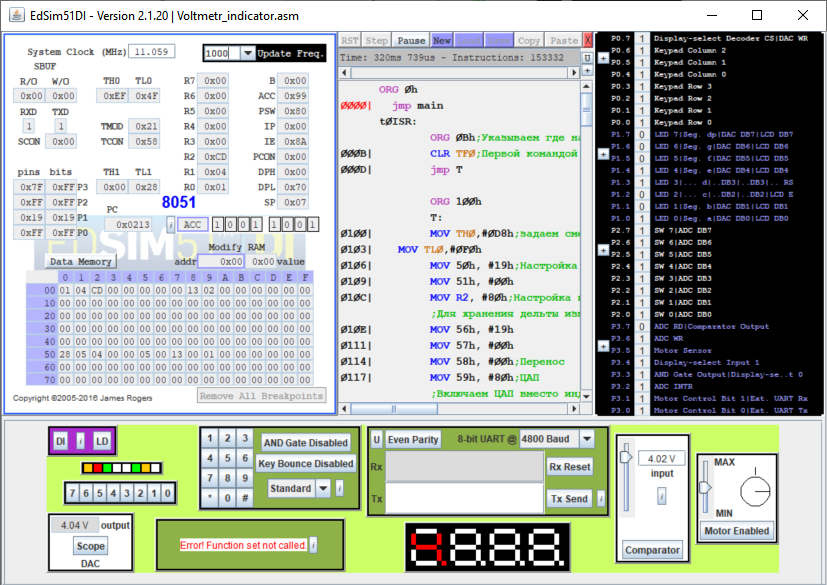 EdSim51DI - Version 2.1.20 | Voltmetr_indicator.asm
System Clock (MHz) 11.059
1000 Update Freq.
SBUF
R/O W/O TH0 TL0 R7 0x00 B 0x00
0x00 0x00 0xEF 0x4F R6 0x00 ACC 0x99
RXD TXD R5 0x00 PSW 0x80
1 1 TMOD 0x21 R4 0x00 IP 0x00
SCON 0x00 TCON 0x58 R3 0x00 IE 0x8A
R2 0xCD PCON 0x00
pins bits TH1 TL1 R1 0x04 DPH 0x00
0x7F 0xFF P3 0x00 0x28 R0 0x01 DPL 0x70
0xFF 0xFF P2 8051 SP 0x07
0x19 0x19 P1 PC
0xFF 0xFF P0 0x0213 i ACC 1 0 0 1 1 0 0 1
EdSIM51DI
Modify RAM
Data Memory addr 0x00 0x00 value
0 1 2 3 4 5 6 7 8 9 A B C D E F
00 01 04 CD 00 00 00 00 00 13 02 00 00 00 00 00 00
10 00 00 00 00 00 00 00 00 00 00 00 00 00 00 00 00
20 00 00 00 00 00 00 00 00 00 00 00 00 00 00 00 00
30 00 00 00 00 00 00 00 00 00 00 00 00 00 00 00 00
40 00 00 00 00 00 00 00 00 00 00 00 00 00 00 00 00
50 28 05 04 00 00 05 00 13 00 01 00 00 00 00 00 00
60 00 00 00 00 00 00 00 00 00 00 00 00 00 00 00 00
70 00 00 00 00 00 00 00 00 00 00 00 00 00 00 00 00
Copyright ©2005-2016 James Rogers Remove All Breakpoints
RST Step Pause New Copy Paste X
Time: 320ms 739us - Instructions: 153332 U
ORG 0h
0000| jmp main
t0ISR:
ORG 0Bh;Указываем где на
000B| CLR TF0;Первой командой
000D| jmp T
ORG 100h
T:
0100| MOV TH0,#0D8h;задаем сме
0103| MOV TL0,#0F0h
0106| MOV 50h, #19h;Настройка
0109| MOV 51h, #00h
010C| MOV R2, #80h;Настройка
;Для хранения дельты изм
010E| MOV 56h, #19h
0111| MOV 57h, #00h
0114| MOV 58h, #00h;Перенос
0117| MOV 59h, #80h;ЦАП
;Включаем ЦАП вместо инд
P0.7 1 Display-select Decoder CS|DAC WR
P0.6 1 Keypad Column 2
P0.5 1 Keypad Column 1
P0.4 1 Keypad Column 0
P0.3 1 Keypad Row 3
P0.2 1 Keypad Row 2
P0.1 1 Keypad Row 1
P0.0 1 Keypad Row 0
P1.7 0 LED 7|Seg. dp|DAC DB7|LCD DB7
P1.6 0 LED 6|Seg. g|DAC DB6|LCD DB6
P1.5 0 LED 5|Seg. f|DAC DB5|LCD DB5
P1.4 1 LED 4|Seg. e|DAC DB4|LCD DB4
P1.3 1 LED 3|... d|..DB3|..DB3|.. RS
P1.2 0 LED 2|... c|..DB2|..DB2|LCD E
P1.1 0 LED 1|Seg. b|DAC DB1|LCD DB1
P1.0 1 LED 0|Seg. a|DAC DB0|LCD DB0
P2.7 1 SW 7|ADC DB7
P2.6 1 SW 6|ADC DB6
P2.5 1 SW 5|ADC DB5
P2.4 1 SW 4|ADC DB4
P2.3 1 SW 3|ADC DB3
P2.2 1 SW 2|ADC DB2
P2.1 1 SW 1|ADC DB1
P2.0 1 SW 0|ADC DB0
P3.7 0 ADC RD|Comparator Output
P3.6 1 ADC WR
P3.5 1 Motor Sensor
P3.4 1 Display-select Input 1
P3.3 1 AND Gate Output|Display-se..t 0
P3.2 1 ADC INTR
P3.1 1 Motor Control Bit 1|Ext. UART Rx
P3.0 1 Motor Control Bit 0|Ext. UART Tx
DI i LD
7 6 5 4 3 2 1 0
4.04 V output
Scope
DAC
1 2 3
4 5 6
7 8 9
* 0 #
AND Gate Disabled
Key Bounce Disabled
Standard i
Error! Function set not called. i
U Even Parity 8-bit UART @ 4800 Baud
Rx Rx Reset
Tx Tx Send i
4.8.8.8.
4.02 V
input
i
Comparator
MAX
MIN
Motor Enabled